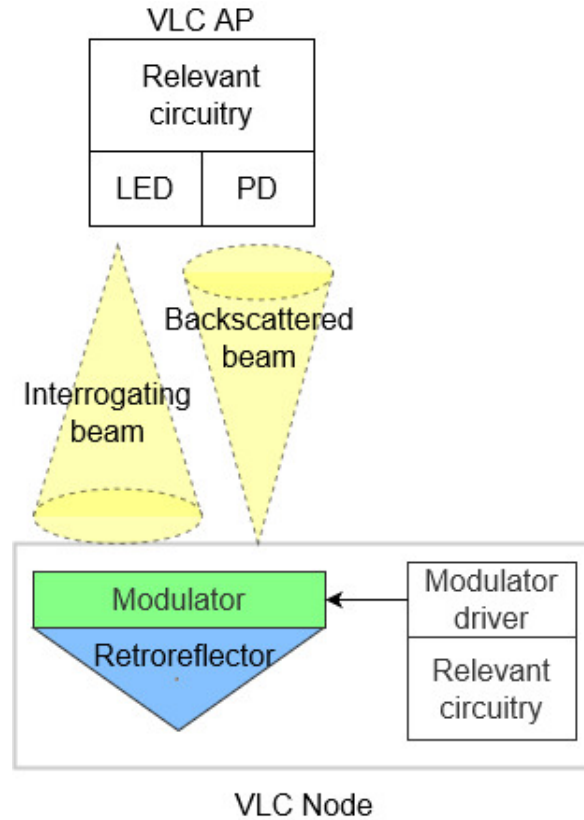 VLC AP
Relevant
circuitry
LED
PD
Backscattered
beam
Interrogating
beam
Modulator
Retroreflector
Modulator
driver
Relevant
circuitry
VLC Node